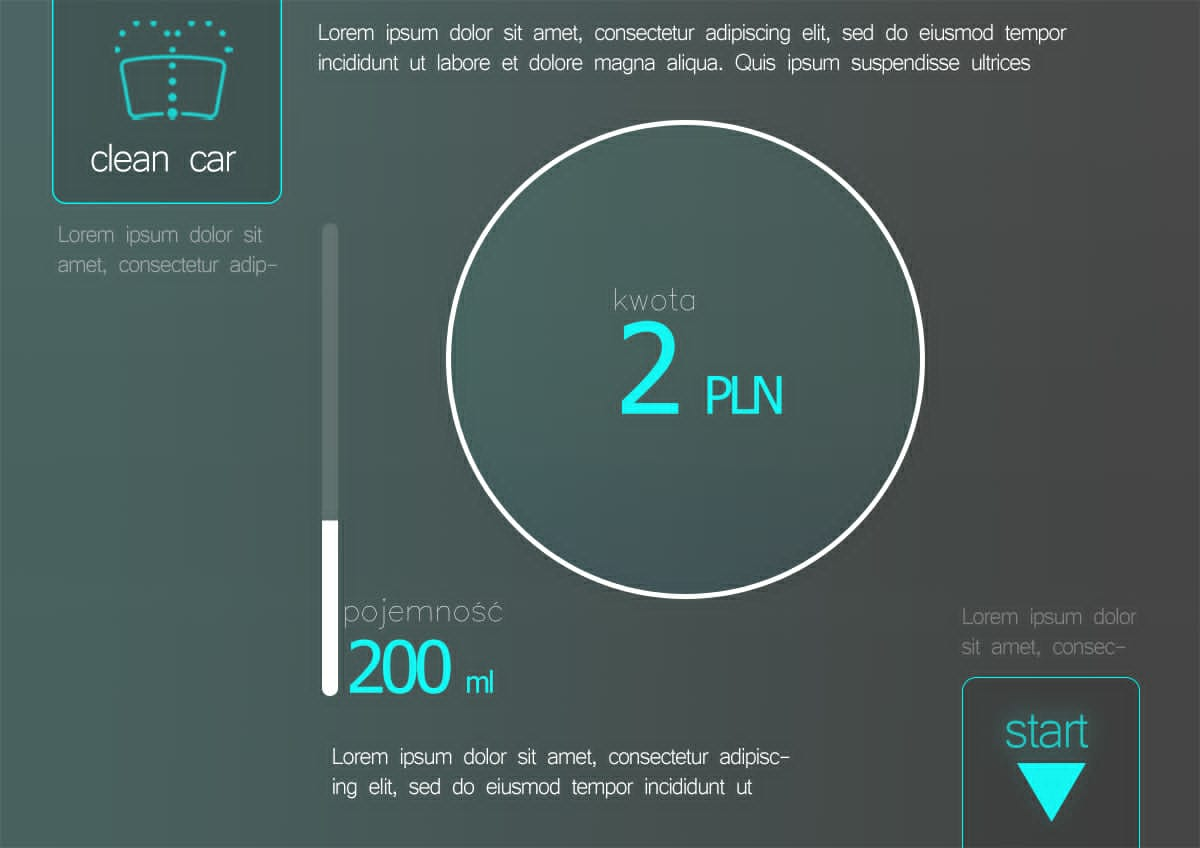 Lorem ipsum dolor sit amet, consectetur adipiscing elit, sed do eiusmod tempor
incididunt ut labore et dolore magna aliqua. Quis ipsum suspendisse ultrices
clean car
Lorem ipsum dolor sit
amet, consectetur adip-
kwota
2 PLN
pojemność
200 ml
Lorem ipsum dolor sit amet, consectetur adipisc-
ing elit, sed do eiusmod tempor incididunt ut
Lorem ipsum dolor
sit amet, consec-
start